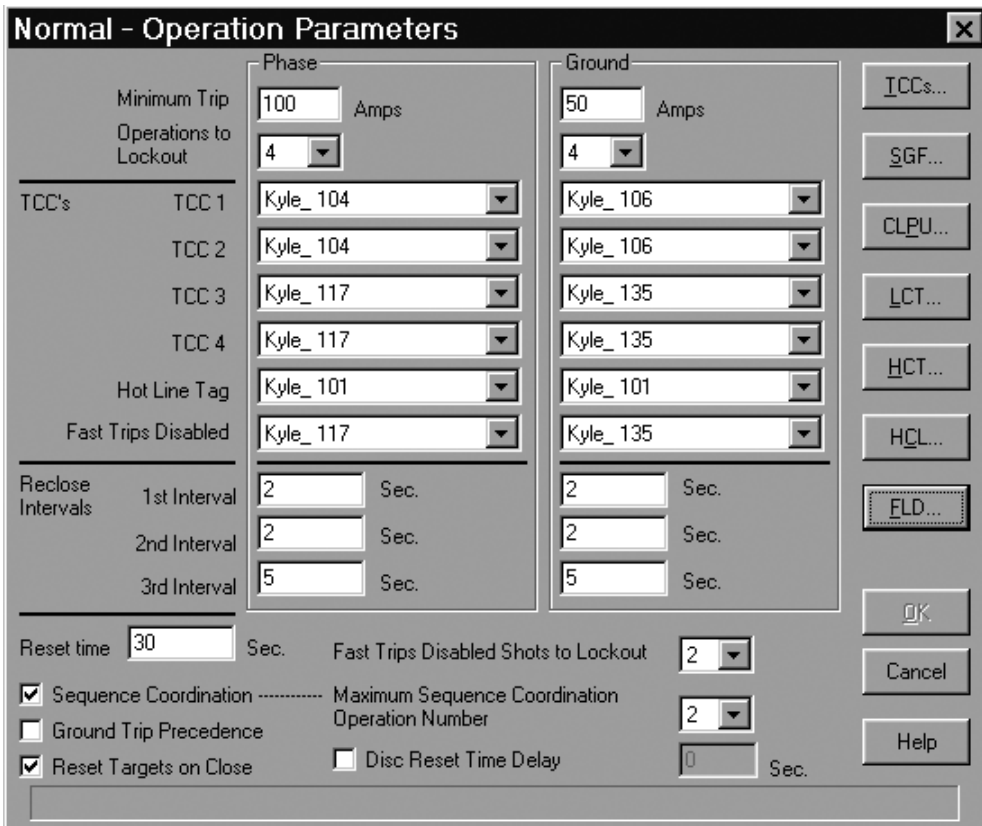 Normal - Operation Parameters
Phase Ground
Minimum Trip 100 Amps 50 Amps TCCs...
Operations to
Lockout 4 4 SGF...
TCC's TCC 1 Kyle_ 104 Kyle_ 106
TCC 2 Kyle_ 104 Kyle_ 106 CLPU...
TCC 3 Kyle_ 117 Kyle_ 135 LCT...
TCC 4 Kyle_ 117 Kyle_ 135
Hot Line Tag Kyle_ 101 Kyle_ 101 HCT...
Fast Trips Disabled Kyle_ 117 Kyle_ 135 HCL...
Reclose
Intervals 1st Interval 2 Sec. 2 Sec. FLD...
2nd Interval 2 Sec. 2 Sec.
3rd Interval 5 Sec. 5 Sec.
OK
Reset time 30 Sec. Fast Trips Disabled Shots to Lockout 2 Cancel
Sequence Coordination ----------- Maximum Sequence Coordination
Operation Number 2
Ground Trip Precedence Help
Reset Targets on Close Disc Reset Time Delay 0 Sec.